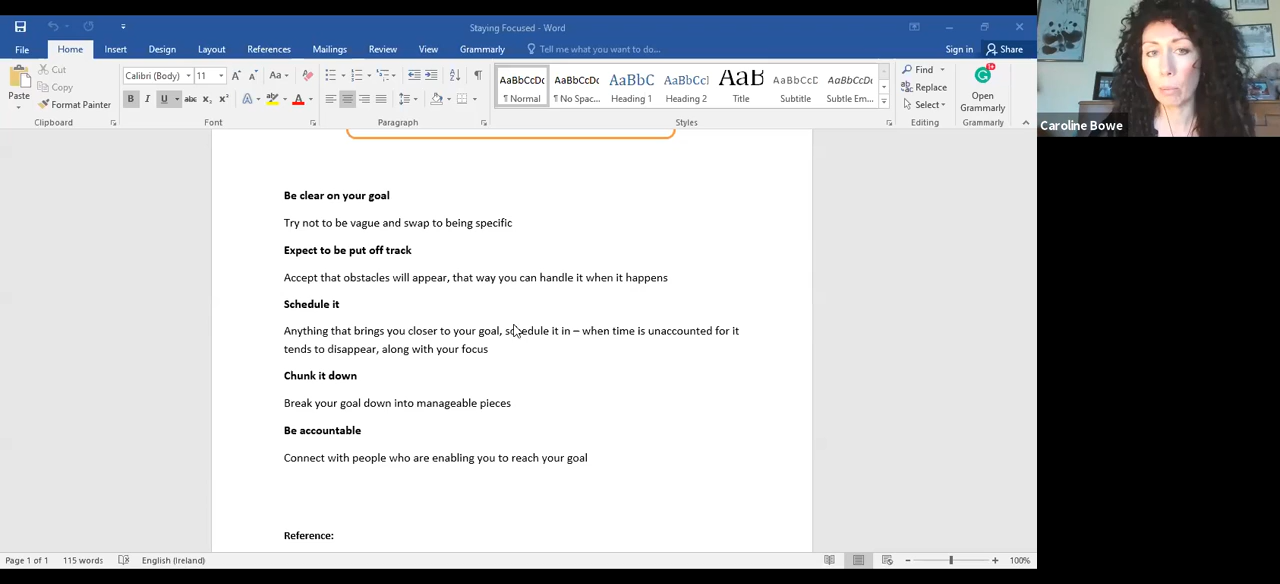 Staying Focused - Word
File Home Insert Design Layout References Mailings Review View Grammarly Tell me what you want to do... Sign in Share
Paste
Cut
Copy
Format Painter
Clipboard
Calibri (Body) 11
Font
Paragraph
AaBbCcDc AaBbCcDc AaBbC AaBbCcI AaB AaBbCcD AaBbCcDc
¶ Normal ¶ No Spac... Heading 1 Heading 2 Title Subtitle Subtle Em...
Styles
Find
Replace
Select
Editing
Open
Grammarly
Grammarly
Caroline Bowe
Be clear on your goal
Try not to be vague and swap to being specific
Expect to be put off track
Accept that obstacles will appear, that way you can handle it when it happens
Schedule it
Anything that brings you closer to your goal, schedule it in – when time is unaccounted for it
tends to disappear, along with your focus
Chunk it down
Break your goal down into manageable pieces
Be accountable
Connect with people who are enabling you to reach your goal
Reference:
Page 1 of 1 115 words English (Ireland) 100%